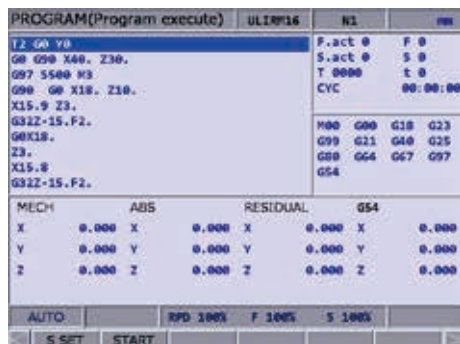 PROGRAM(Program execute) ULIRM16 N1 mm
T2 G0 Y0
G0 G90 X40. Z30.
G97 S500 M3
G90 G0 X18. Z10.
X15.9 Z3.
G32Z-15.F2.
G0X18.
Z3.
X15.8
G32Z-15.F2.
F.act 0 F 0
S.act 0 S 0
T 0000 t 0
CYC 00:00:00
M00 G00 G18 G23
G99 G21 G40 G25
G80 G64 G67 G97
G54
MECH ABS RESIDUAL G54
X 0.000 X 0.000 X 0.000 X 0.000
Y 0.000 Y 0.000 Y 0.000 Y 0.000
Z 0.000 Z 0.000 Z 0.000 Z 0.000
AUTO RPD 100% F 100% S 100%
S SET START